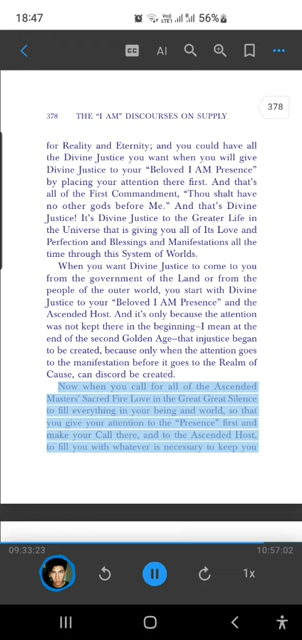 18:47
56%
CC
AI
378
378 THE "I AM" DISCOURSES ON SUPPLY
for Reality and Eternity; and you could have all
the Divine Justice you want when you will give
Divine Justice to your "Beloved I AM Presence"
by placing your attention there first. And that's
all of the First Commandment, "Thou shalt have
no other gods before Me." And that's Divine
Justice! It's Divine Justice to the Greater Life in
the Universe that is giving you all of Its Love and
Perfection and Blessings and Manifestations all the
time through this System of Worlds.
When you want Divine Justice to come to you
from the government of the Land or from the
people of the outer world, you start with Divine
Justice to your "Beloved I AM Presence" and the
Ascended Host. And it's only because the attention
was not kept there in the beginning–I mean at the
end of the second Golden Age–that injustice began
to be created, because only when the attention goes
to the manifestation before it goes to the Realm of
Cause, can discord be created.
Now when you call for all of the Ascended
Masters' Sacred Fire Love in the Great Great Silence
to fill everything in your being and world, so that
you give your attention to the "Presence" first and
make your Call there, and to the Ascended Host,
to fill you with whatever is necessary to keep you
09:33:23
10:57:02
1x